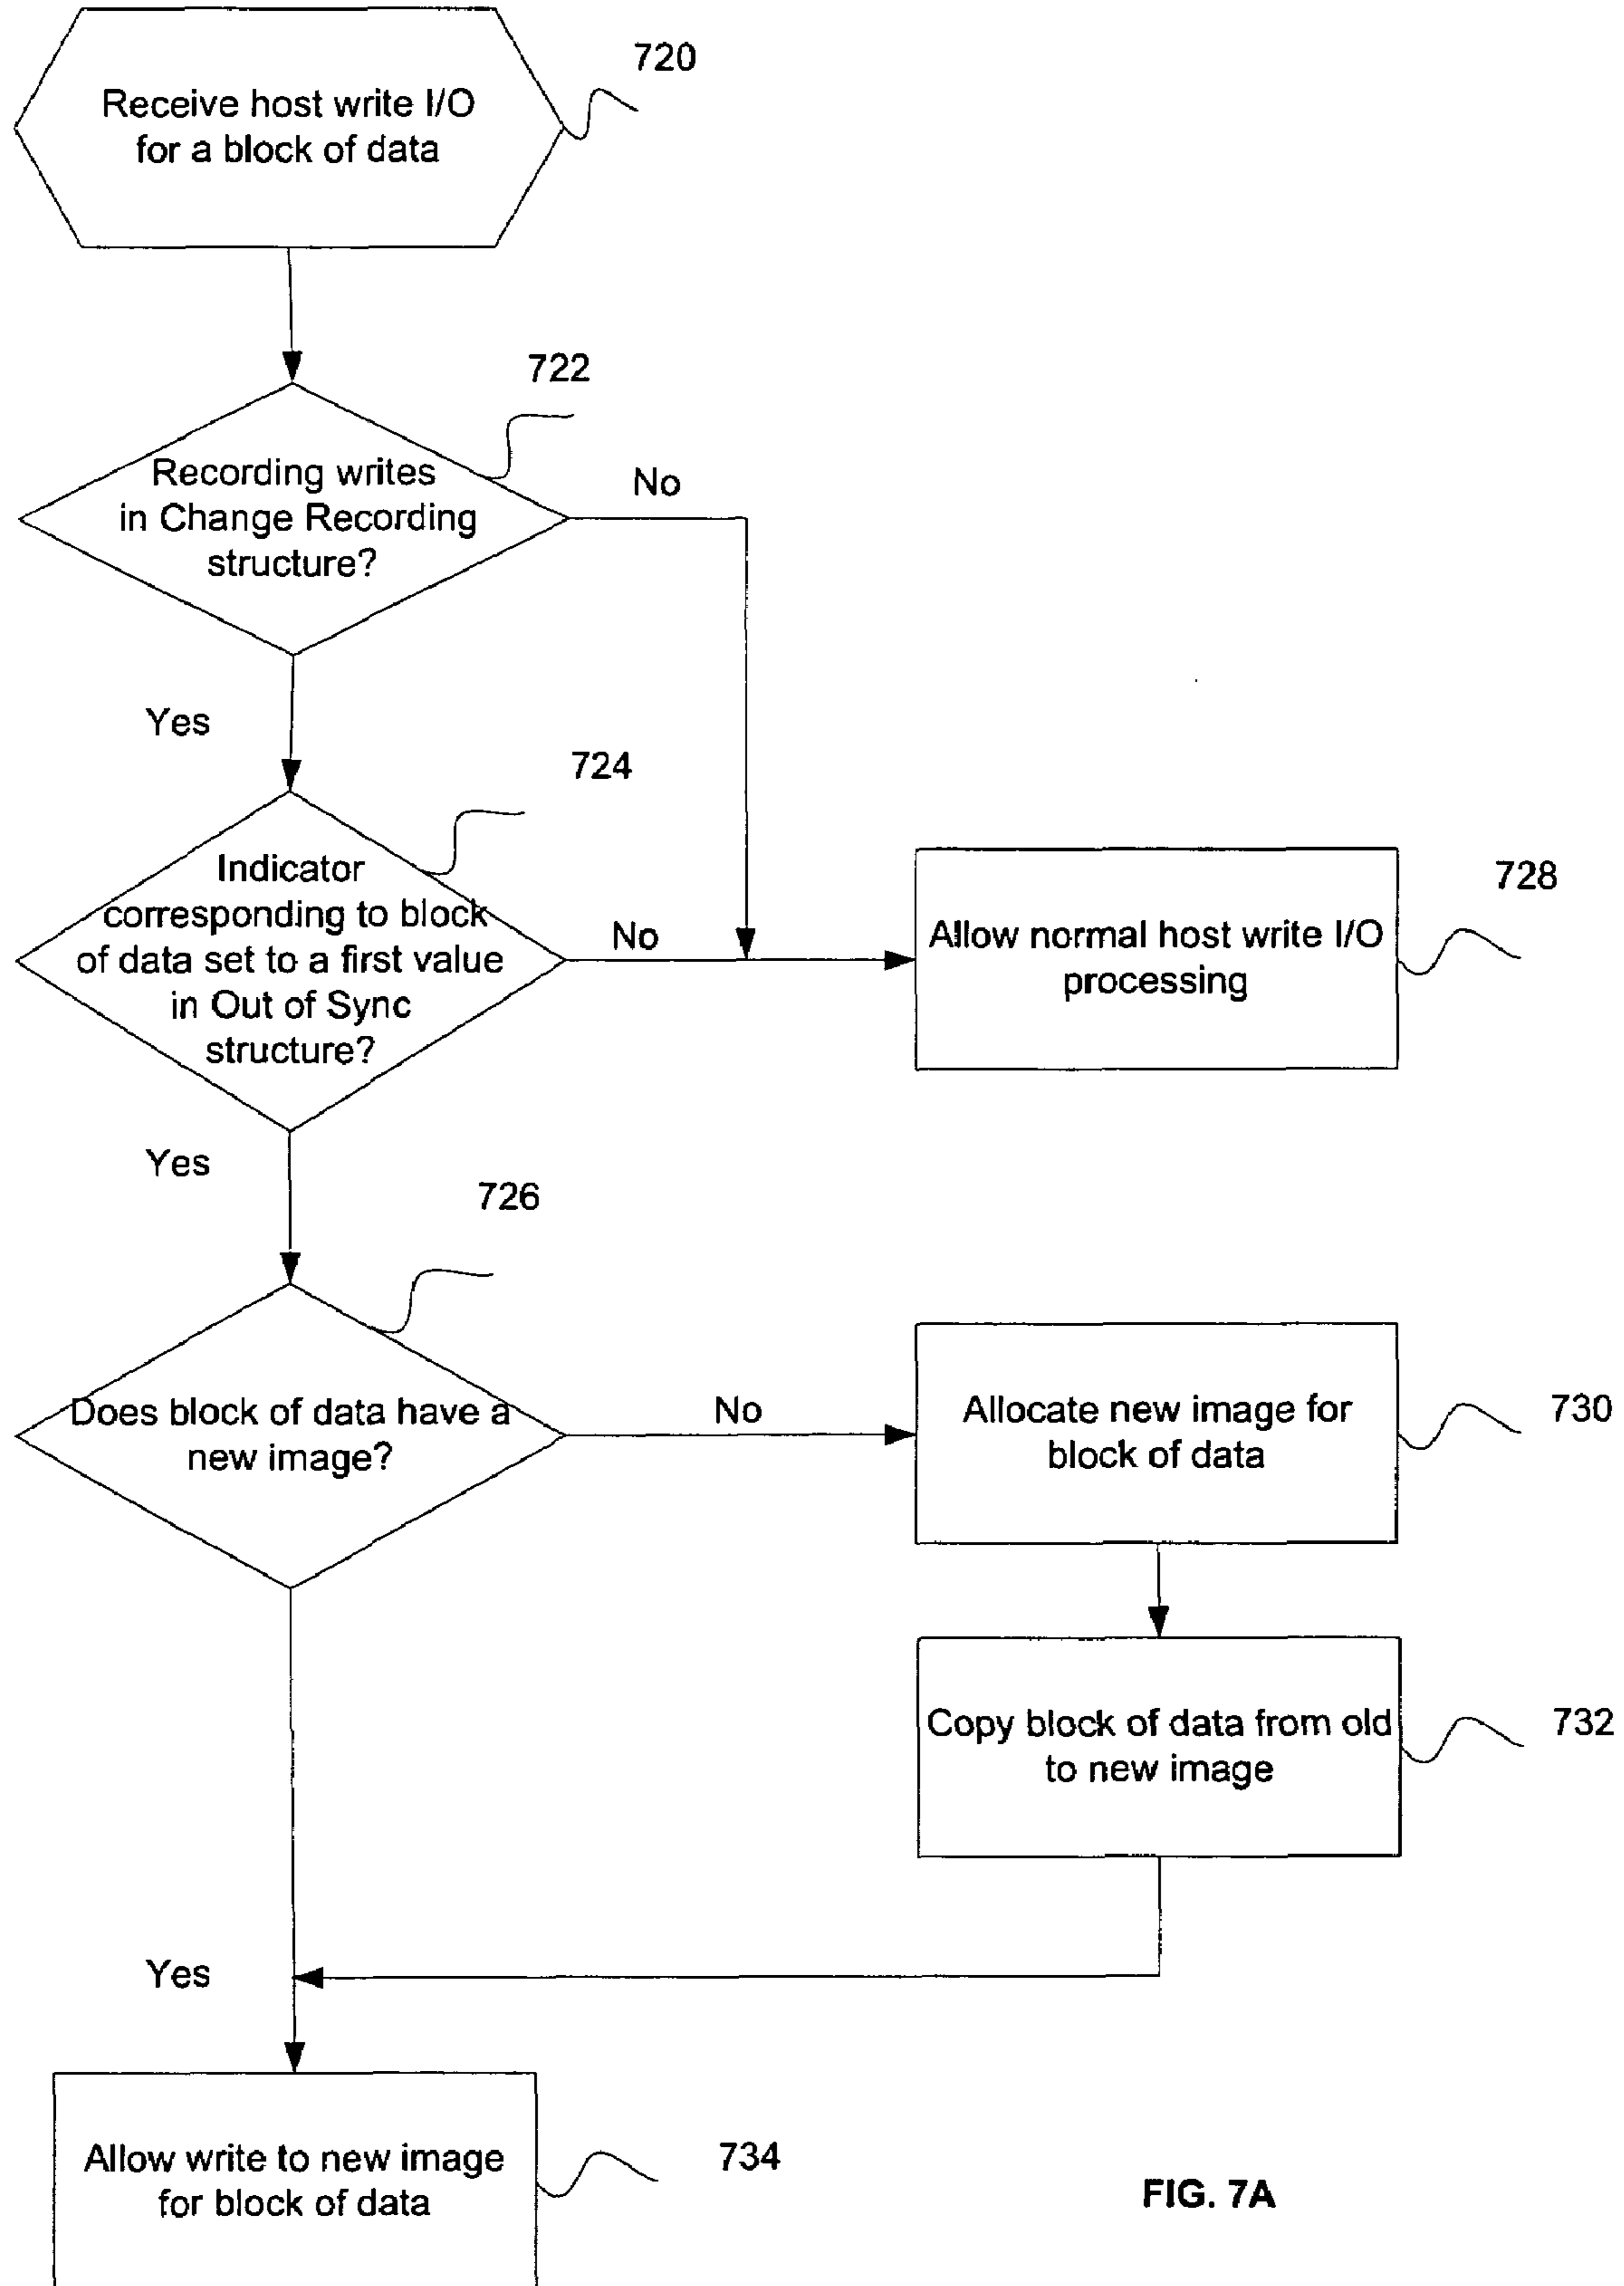 720
Receive host write I/O
for a block of data
722
Recording writes
in Change Recording
structure?
No
Yes
724
Indicator
corresponding to block
of data set to a first value
in Out of Sync
structure?
No
728
Allow normal host write I/O
processing
Yes
726
Does block of data have a
new image?
No
Allocate new image for
block of data
730
Copy block of data from old
to new image
732
Yes
Allow write to new image
for block of data
734
FIG. 7A